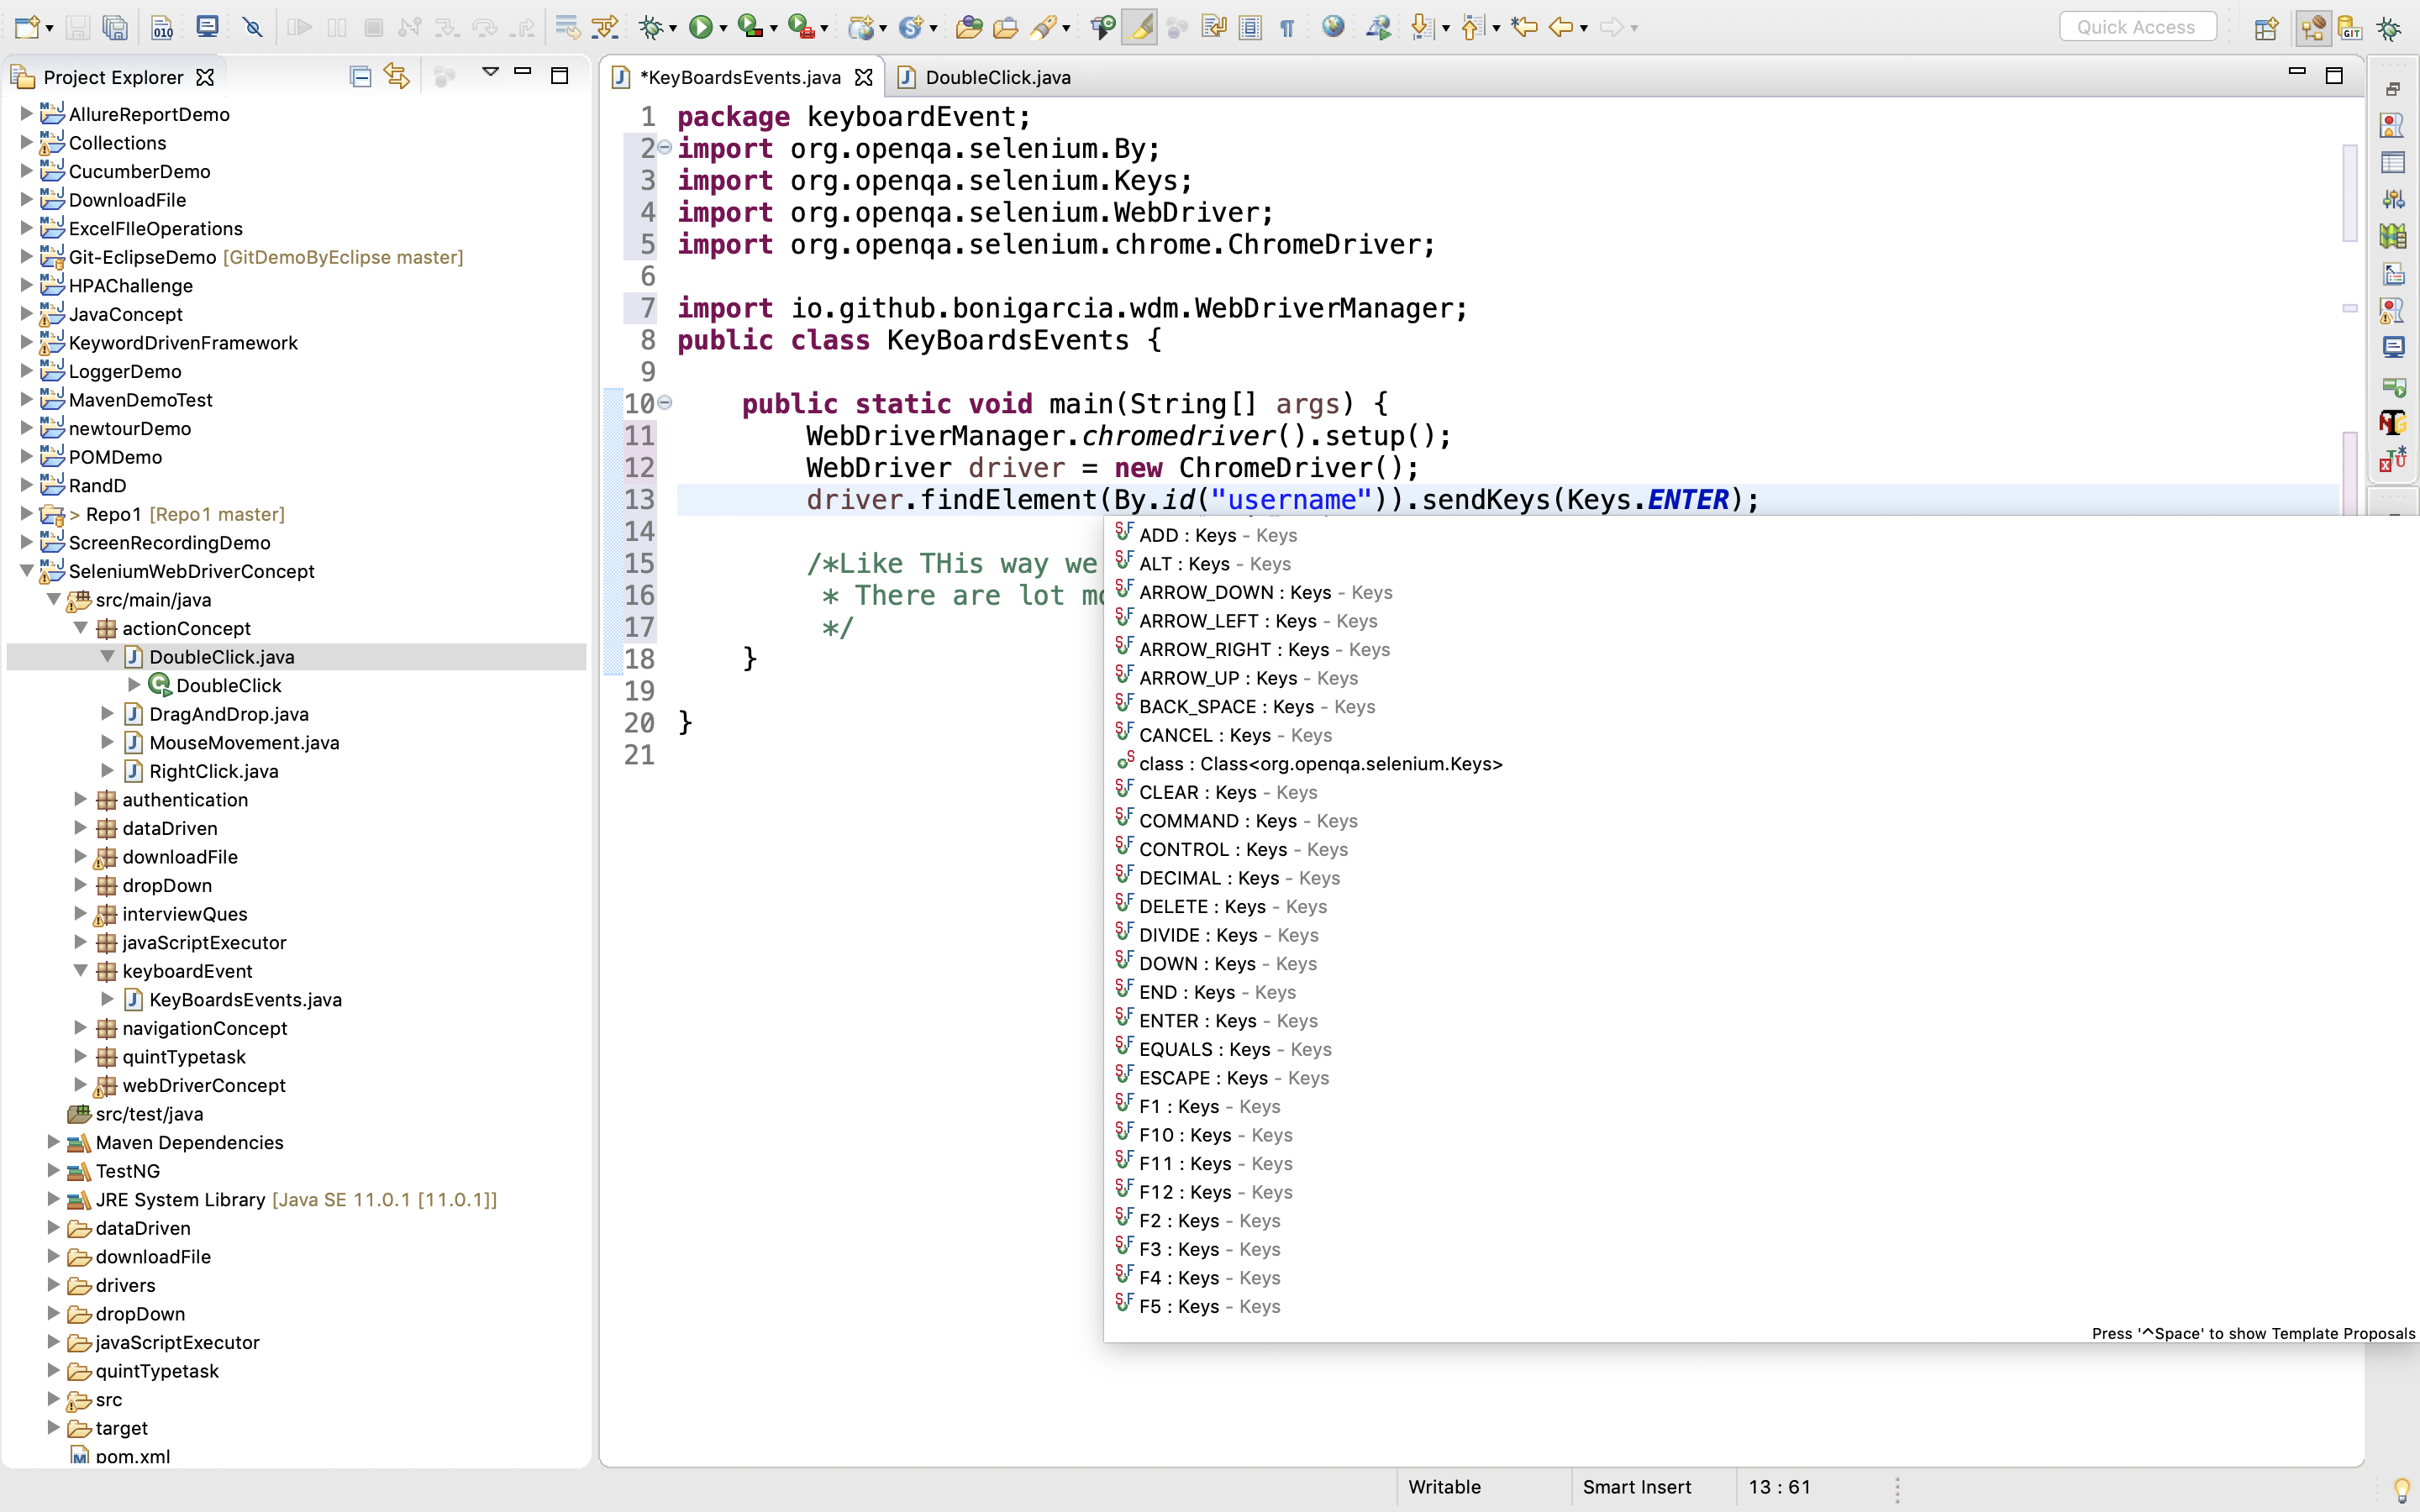 Quick Access
Project Explorer
AllureReportDemo
Collections
CucumberDemo
DownloadFile
ExcelFIleOperations
Git-EclipseDemo [GitDemoByEclipse master]
HPAChallenge
JavaConcept
KeywordDrivenFramework
LoggerDemo
MavenDemoTest
newtourDemo
POMDemo
RandD
> Repo1 [Repo1 master]
ScreenRecordingDemo
SeleniumWebDriverConcept
src/main/java
actionConcept
DoubleClick.java
DoubleClick
DragAndDrop.java
MouseMovement.java
RightClick.java
authentication
dataDriven
downloadFile
dropDown
interviewQues
javaScriptExecutor
keyboardEvent
KeyBoardsEvents.java
navigationConcept
quintTypetask
webDriverConcept
src/test/java
Maven Dependencies
TestNG
JRE System Library [Java SE 11.0.1 [11.0.1]]
dataDriven
downloadFile
drivers
dropDown
javaScriptExecutor
quintTypetask
src
target
pom.xml
*KeyBoardsEvents.java
DoubleClick.java
1 package keyboardEvent;
2 import org.openqa.selenium.By;
3 import org.openqa.selenium.Keys;
4 import org.openqa.selenium.WebDriver;
5 import org.openqa.selenium.chrome.ChromeDriver;
6
7 import io.github.bonigarcia.wdm.WebDriverManager;
8 public class KeyBoardsEvents {
9
10 public static void main(String[] args) {
11 WebDriverManager.chromedriver().setup();
12 WebDriver driver = new ChromeDriver();
13 driver.findElement(By.id("username")).sendKeys(Keys.ENTER);
14
15 /*Like THis way we
16 * There are lot mo
17 */
18 }
19
20 }
21
ADD : Keys - Keys
ALT : Keys - Keys
ARROW_DOWN : Keys - Keys
ARROW_LEFT : Keys - Keys
ARROW_RIGHT : Keys - Keys
ARROW_UP : Keys - Keys
BACK_SPACE : Keys - Keys
CANCEL : Keys - Keys
class : Class<org.openqa.selenium.Keys>
CLEAR : Keys - Keys
COMMAND : Keys - Keys
CONTROL : Keys - Keys
DECIMAL : Keys - Keys
DELETE : Keys - Keys
DIVIDE : Keys - Keys
DOWN : Keys - Keys
END : Keys - Keys
ENTER : Keys - Keys
EQUALS : Keys - Keys
ESCAPE : Keys - Keys
F1 : Keys - Keys
F10 : Keys - Keys
F11 : Keys - Keys
F12 : Keys - Keys
F2 : Keys - Keys
F3 : Keys - Keys
F4 : Keys - Keys
F5 : Keys - Keys
Press '^Space' to show Template Proposals
Writable
Smart Insert
13 : 61